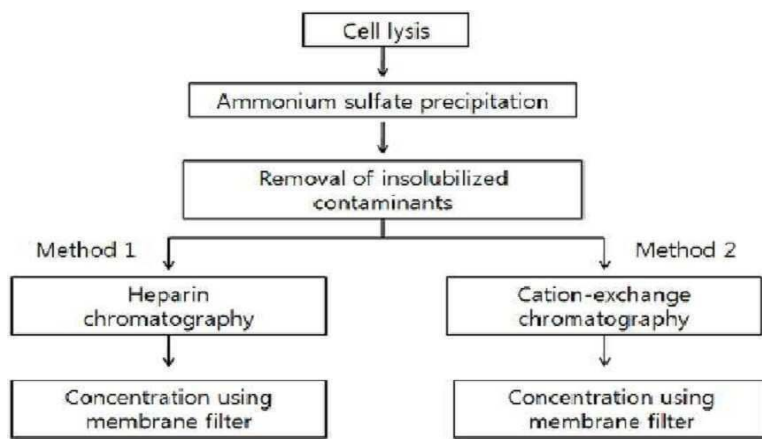 Cell lysis
Ammonium sulfate precipitation
Removal of insolubilized
contaminants
Method 1
Method 2
Heparin
chromatography
Cation-exchange
chromatography
Concentration using
membrane filter
Concentration using
membrane filter